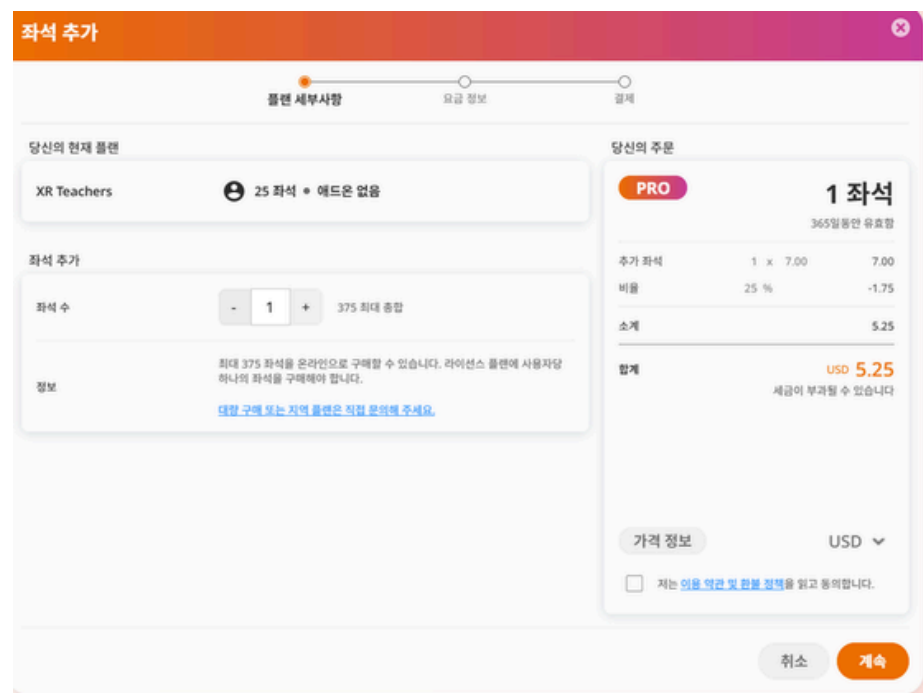 좌석 추가
플랜 세부사항
요금 정보
결제
당신의 현재 플랜
XR Teachers
25 좌석 • 애드온 없음
좌석 추가
좌석 수
- 1 +
375 최대 총합
정보
최대 375 좌석을 온라인으로 구매할 수 있습니다. 라이선스 플랜에 사용자당
하나의 좌석을 구매해야 합니다.
대량 구매 또는 지역 플랜은 직접 문의해 주세요.
당신의 주문
PRO
1 좌석
365일동안 유효함
추가 좌석 1 x 7.00 7.00
비율 25 % -1.75
소계 5.25
합계 USD 5.25
세금이 부과될 수 있습니다
가격 정보
USD
저는 이용 약관 및 환불 정책을 읽고 동의합니다.
취소
계속